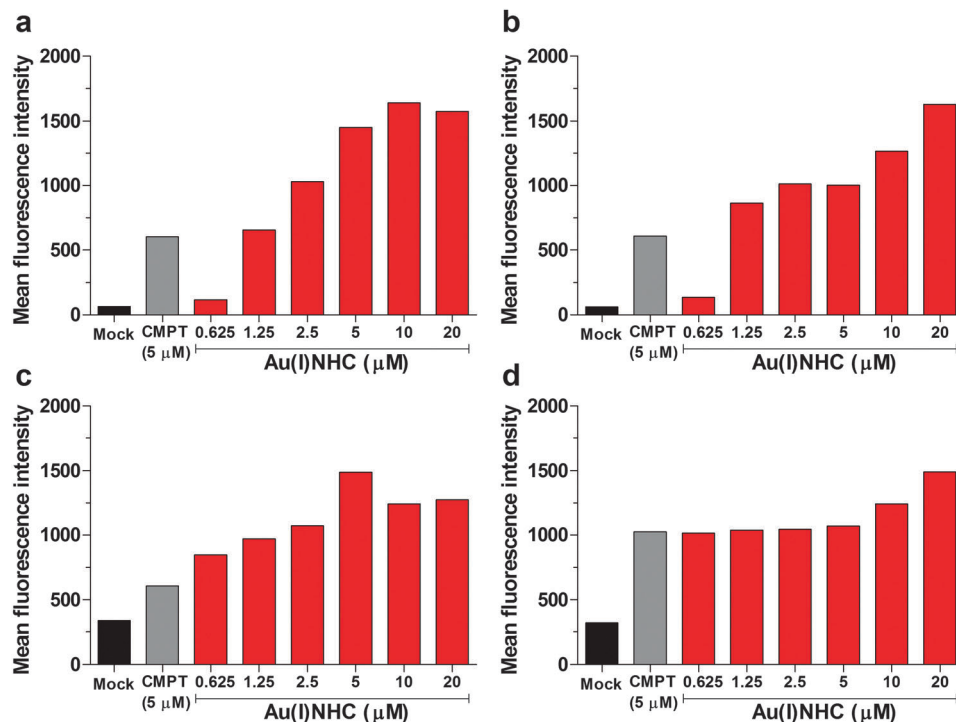 a
Mean fluorescence intensity
2000
1500
1000
500
0
Mock CMPT 0.625 1.25 2.5 5 10 20
(5 μM)
Au(I)NHC (μM)
b
Mean fluorescence intensity
2000
1500
1000
500
0
Mock CMPT 0.625 1.25 2.5 5 10 20
(5 μM)
Au(I)NHC (μM)
c
Mean fluorescence intensity
2000
1500
1000
500
0
Mock CMPT 0.625 1.25 2.5 5 10 20
(5 μM)
Au(I)NHC (μM)
d
Mean fluorescence intensity
2000
1500
1000
500
0
Mock CMPT 0.625 1.25 2.5 5 10 20
(5 μM)
Au(I)NHC (μM)